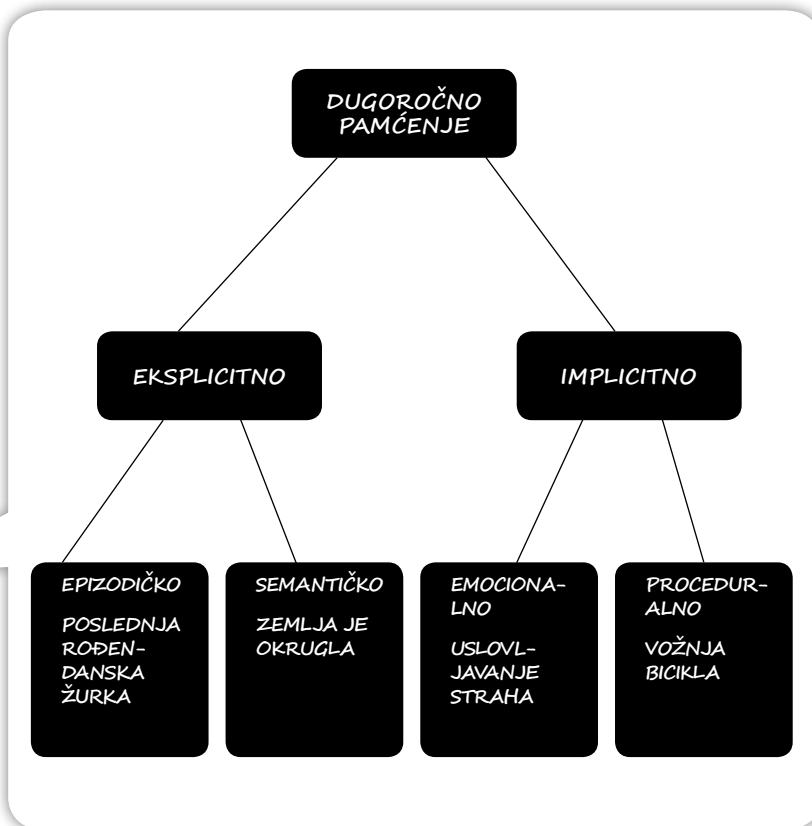 DUGOROČNO
PAMĆENJE
EKSPLICITNO
IMPLICITNO
EPIZODIČKO
POSLEDNJA
ROĐEN-
DANSKA
ŽURKA
SEMANTIČKO
ZEMLJA JE
OKRUGLA
EMOCIONA-
LNO
USLOVL-
JAVANJE
STRAHA
PROCEDUR-
ALNO
VOŽNJA
BICIKLA